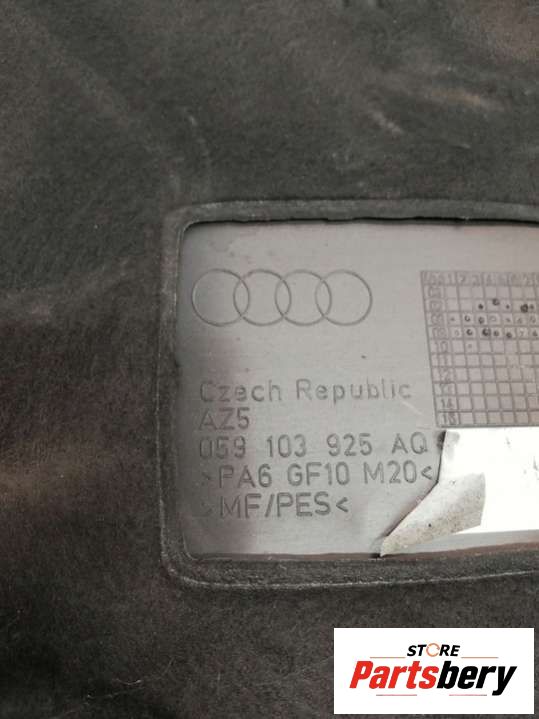 Czech Republic
AZ5
059 103 925 AQ
>PA6 GF10 M20<
>MF/PES<
STORE
Partsbery